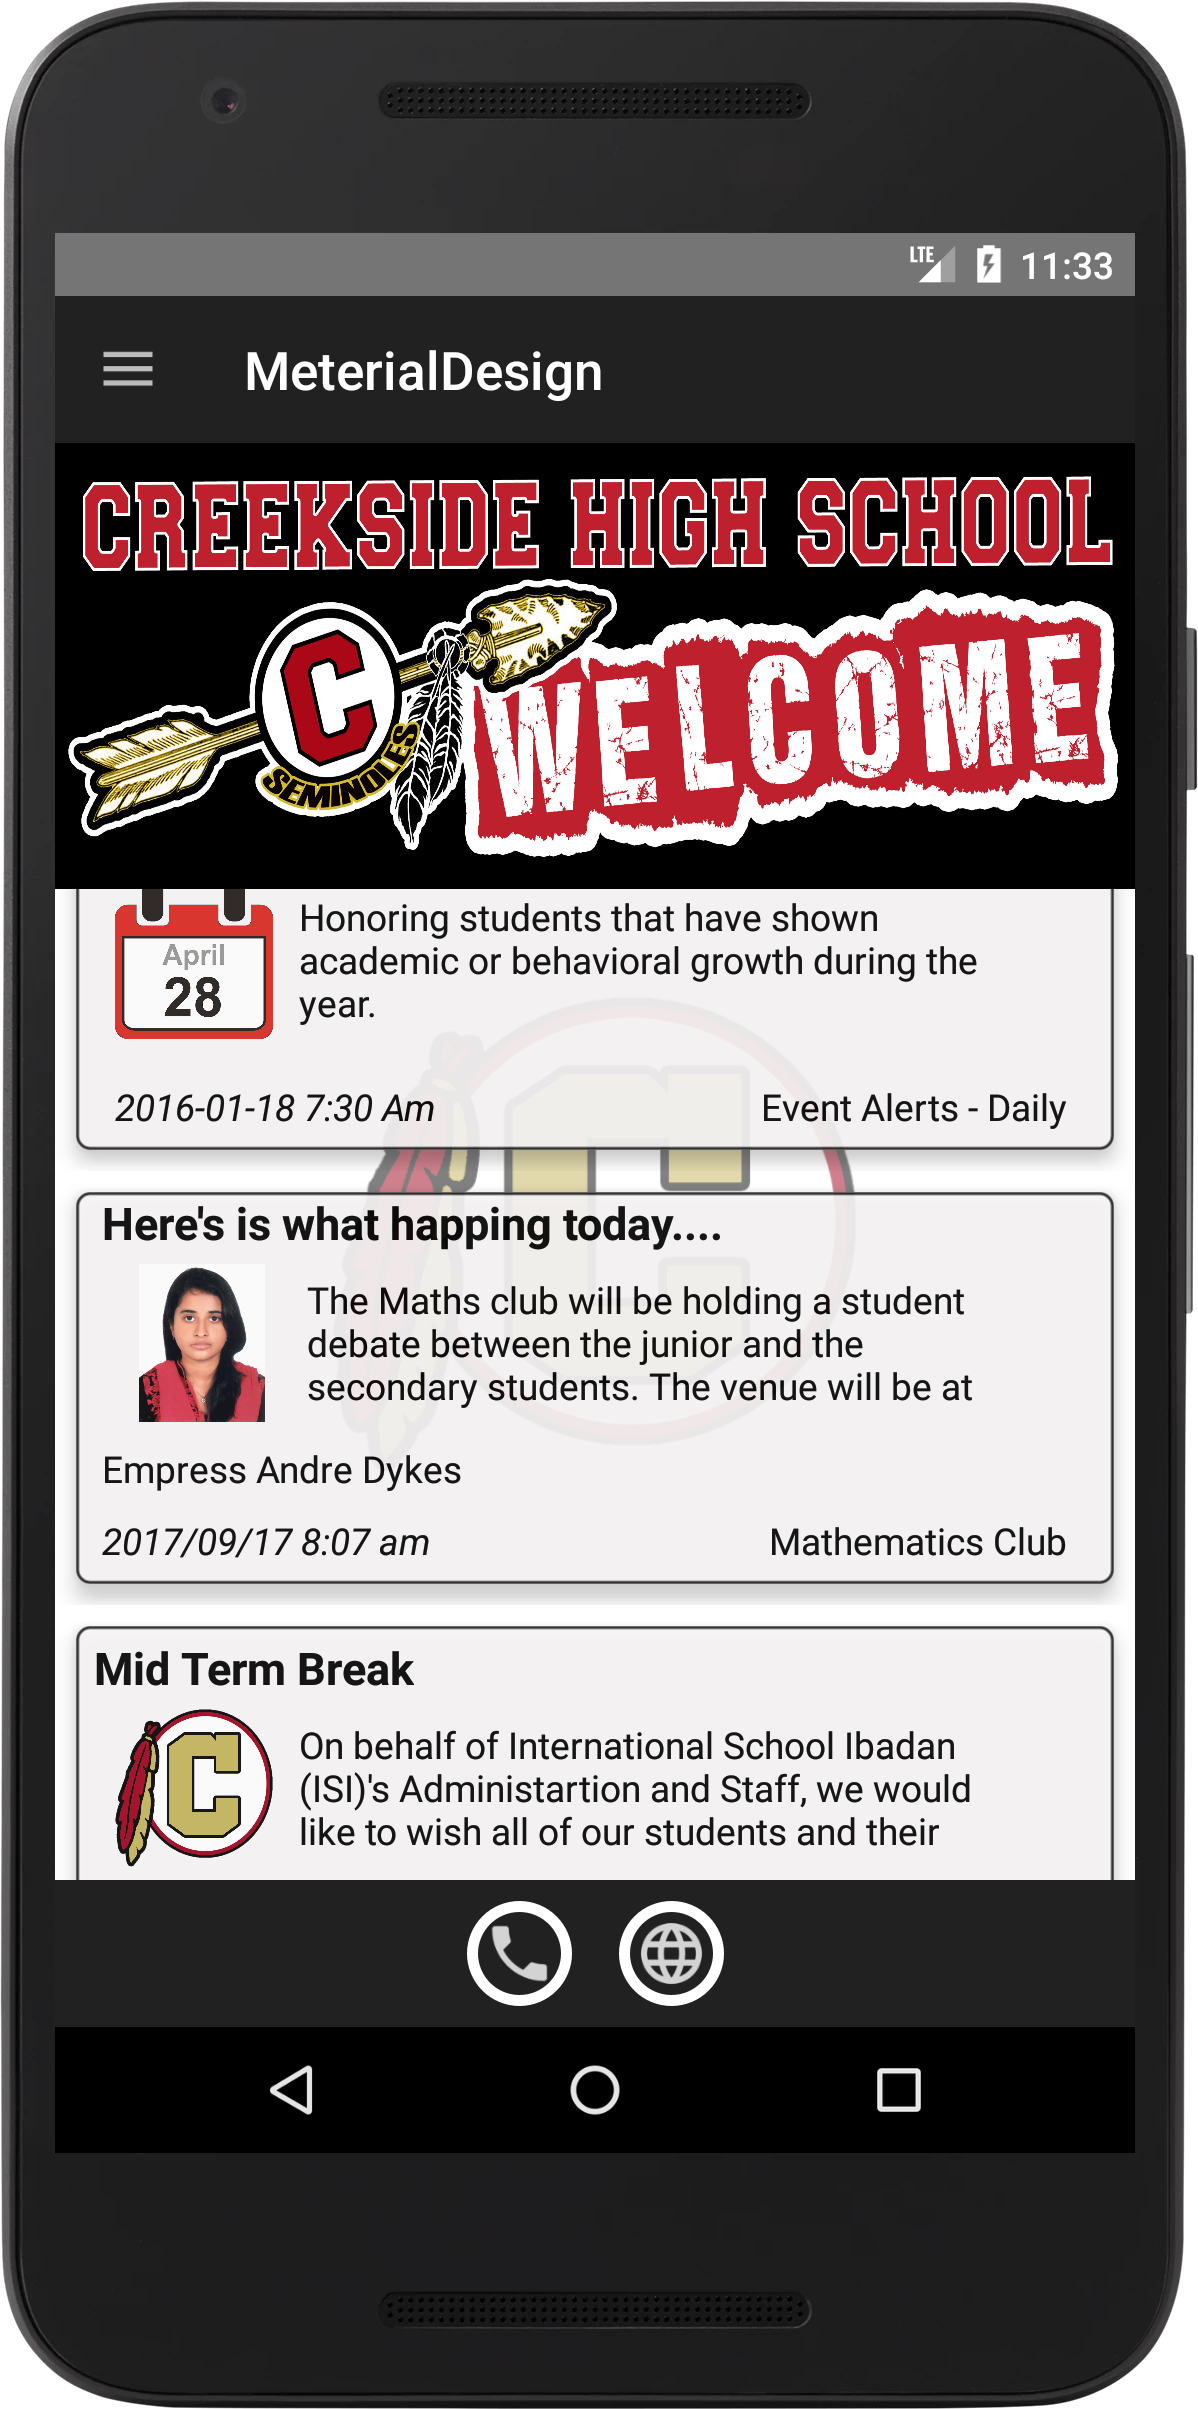 LTE 11:33
MeterialDesign
CREEKSIDE HIGH SCHOOL
C
SEMINOLES
WELCOME
April
28
Honoring students that have shown
academic or behavioral growth during the
year.
2016-01-18 7:30 Am
Event Alerts - Daily
C
Here's is what happing today....
The Maths club will be holding a student
debate between the junior and the
secondary students. The venue will be at
Empress Andre Dykes
2017/09/17 8:07 am
Mathematics Club
Mid Term Break
C
On behalf of International School Ibadan
(ISI)'s Administartion and Staff, we would
like to wish all of our students and their